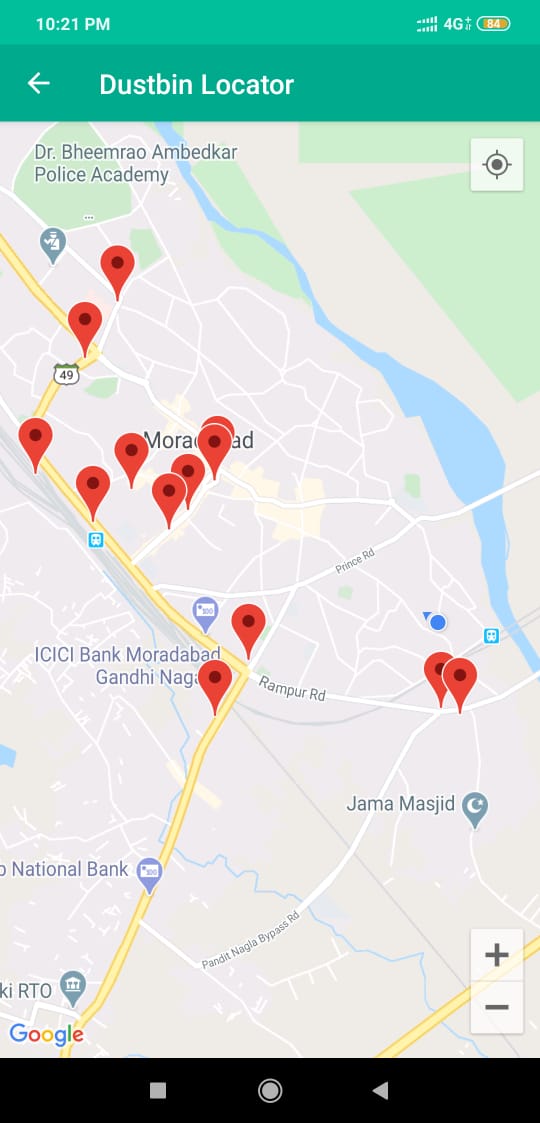 10:21 PM
4G+
84
Dustbin Locator
Dr. Bheemrao Ambedkar
Police Academy
...
49
Moradabad
Prince Rd
ICICI Bank Moradabad
Gandhi Nagar
Rampur Rd
Jama Masjid
National Bank
Pandit Nagla Bypass Rd
RTO
Google